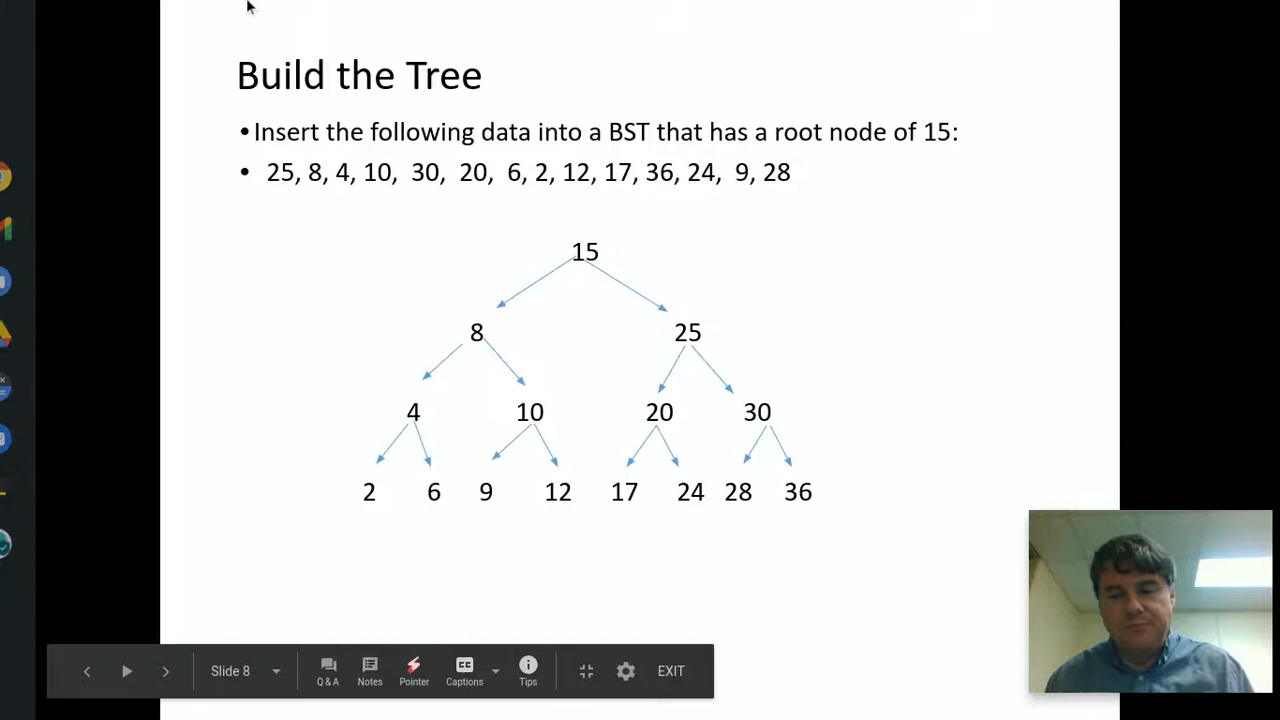 Build the Tree
•Insert the following data into a BST that has a root node of 15:
• 25, 8, 4, 10, 30, 20, 6, 2, 12, 17, 36, 24, 9, 28
15
8 25
4 10 20 30
2 6 9 12 17 24 28 36
Slide 8
Q & A Notes Pointer Captions Tips
CC
EXIT